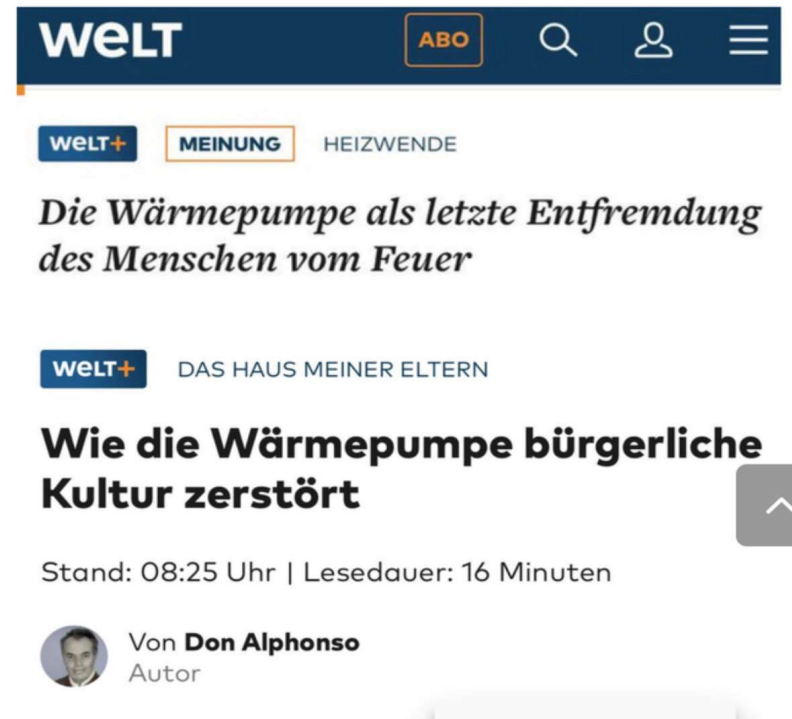 WELT
ABO
WELT+ MEINUNG HEIZWENDE
Die Wärmepumpe als letzte Entfremdung
des Menschen vom Feuer
WELT+ DAS HAUS MEINER ELTERN
Wie die Wärmepumpe bürgerliche
Kultur zerstört
Stand: 08:25 Uhr | Lesedauer: 16 Minuten
Von Don Alphonso
Autor